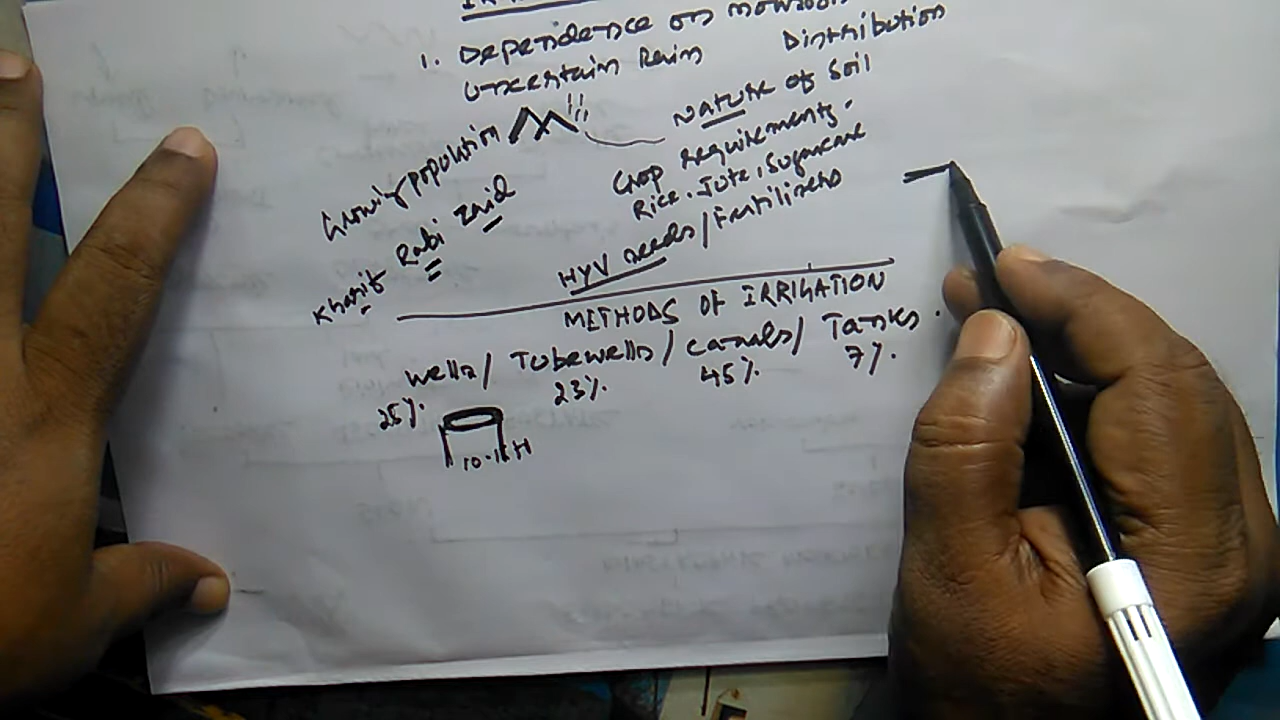 1. Dependence on monsoon
Uncertain Rain Distribution
Growing population
Nature of Soil
Crop requirements.
Rice, Jute, Sugarcane
Kharif Rabi Zaid
HYV seeds/Fertilizers
METHODS OF IRRIGATION
Wells/ Tubewells/ Canals/ Tanks.
25%. 23%. 45%. 7%.